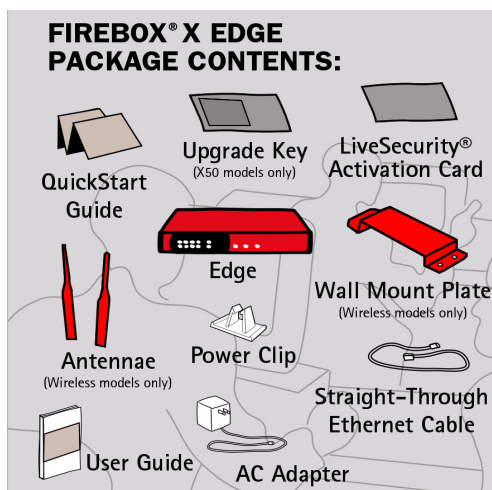 FIREBOX® X EDGE
PACKAGE CONTENTS:
QuickStart
Guide
Upgrade Key
(X50 models only)
LiveSecurity®
Activation Card
Edge
Antennae
(Wireless models only)
Power Clip
Wall Mount Plate
(Wireless models only)
Straight-Through
Ethernet Cable
User Guide
AC Adapter